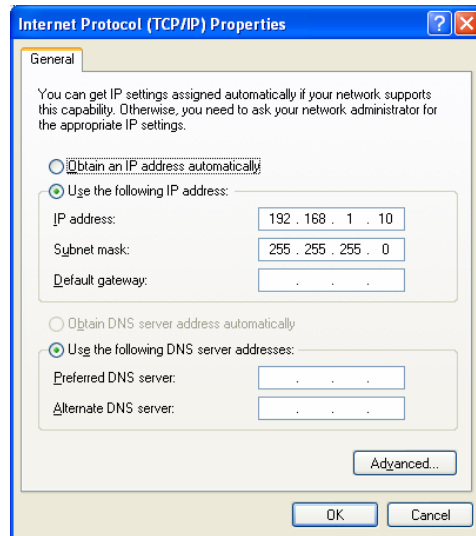 Internet Protocol (TCP/IP) Properties
General
You can get IP settings assigned automatically if your network supports
this capability. Otherwise, you need to ask your network administrator for
the appropriate IP settings.
Obtain an IP address automatically
Use the following IP address:
IP address: 192 . 168 . 1 . 10
Subnet mask: 255 . 255 . 255 . 0
Default gateway: . . .
Obtain DNS server address automatically
Use the following DNS server addresses:
Preferred DNS server: . . .
Alternate DNS server: . . .
Advanced...
OK Cancel